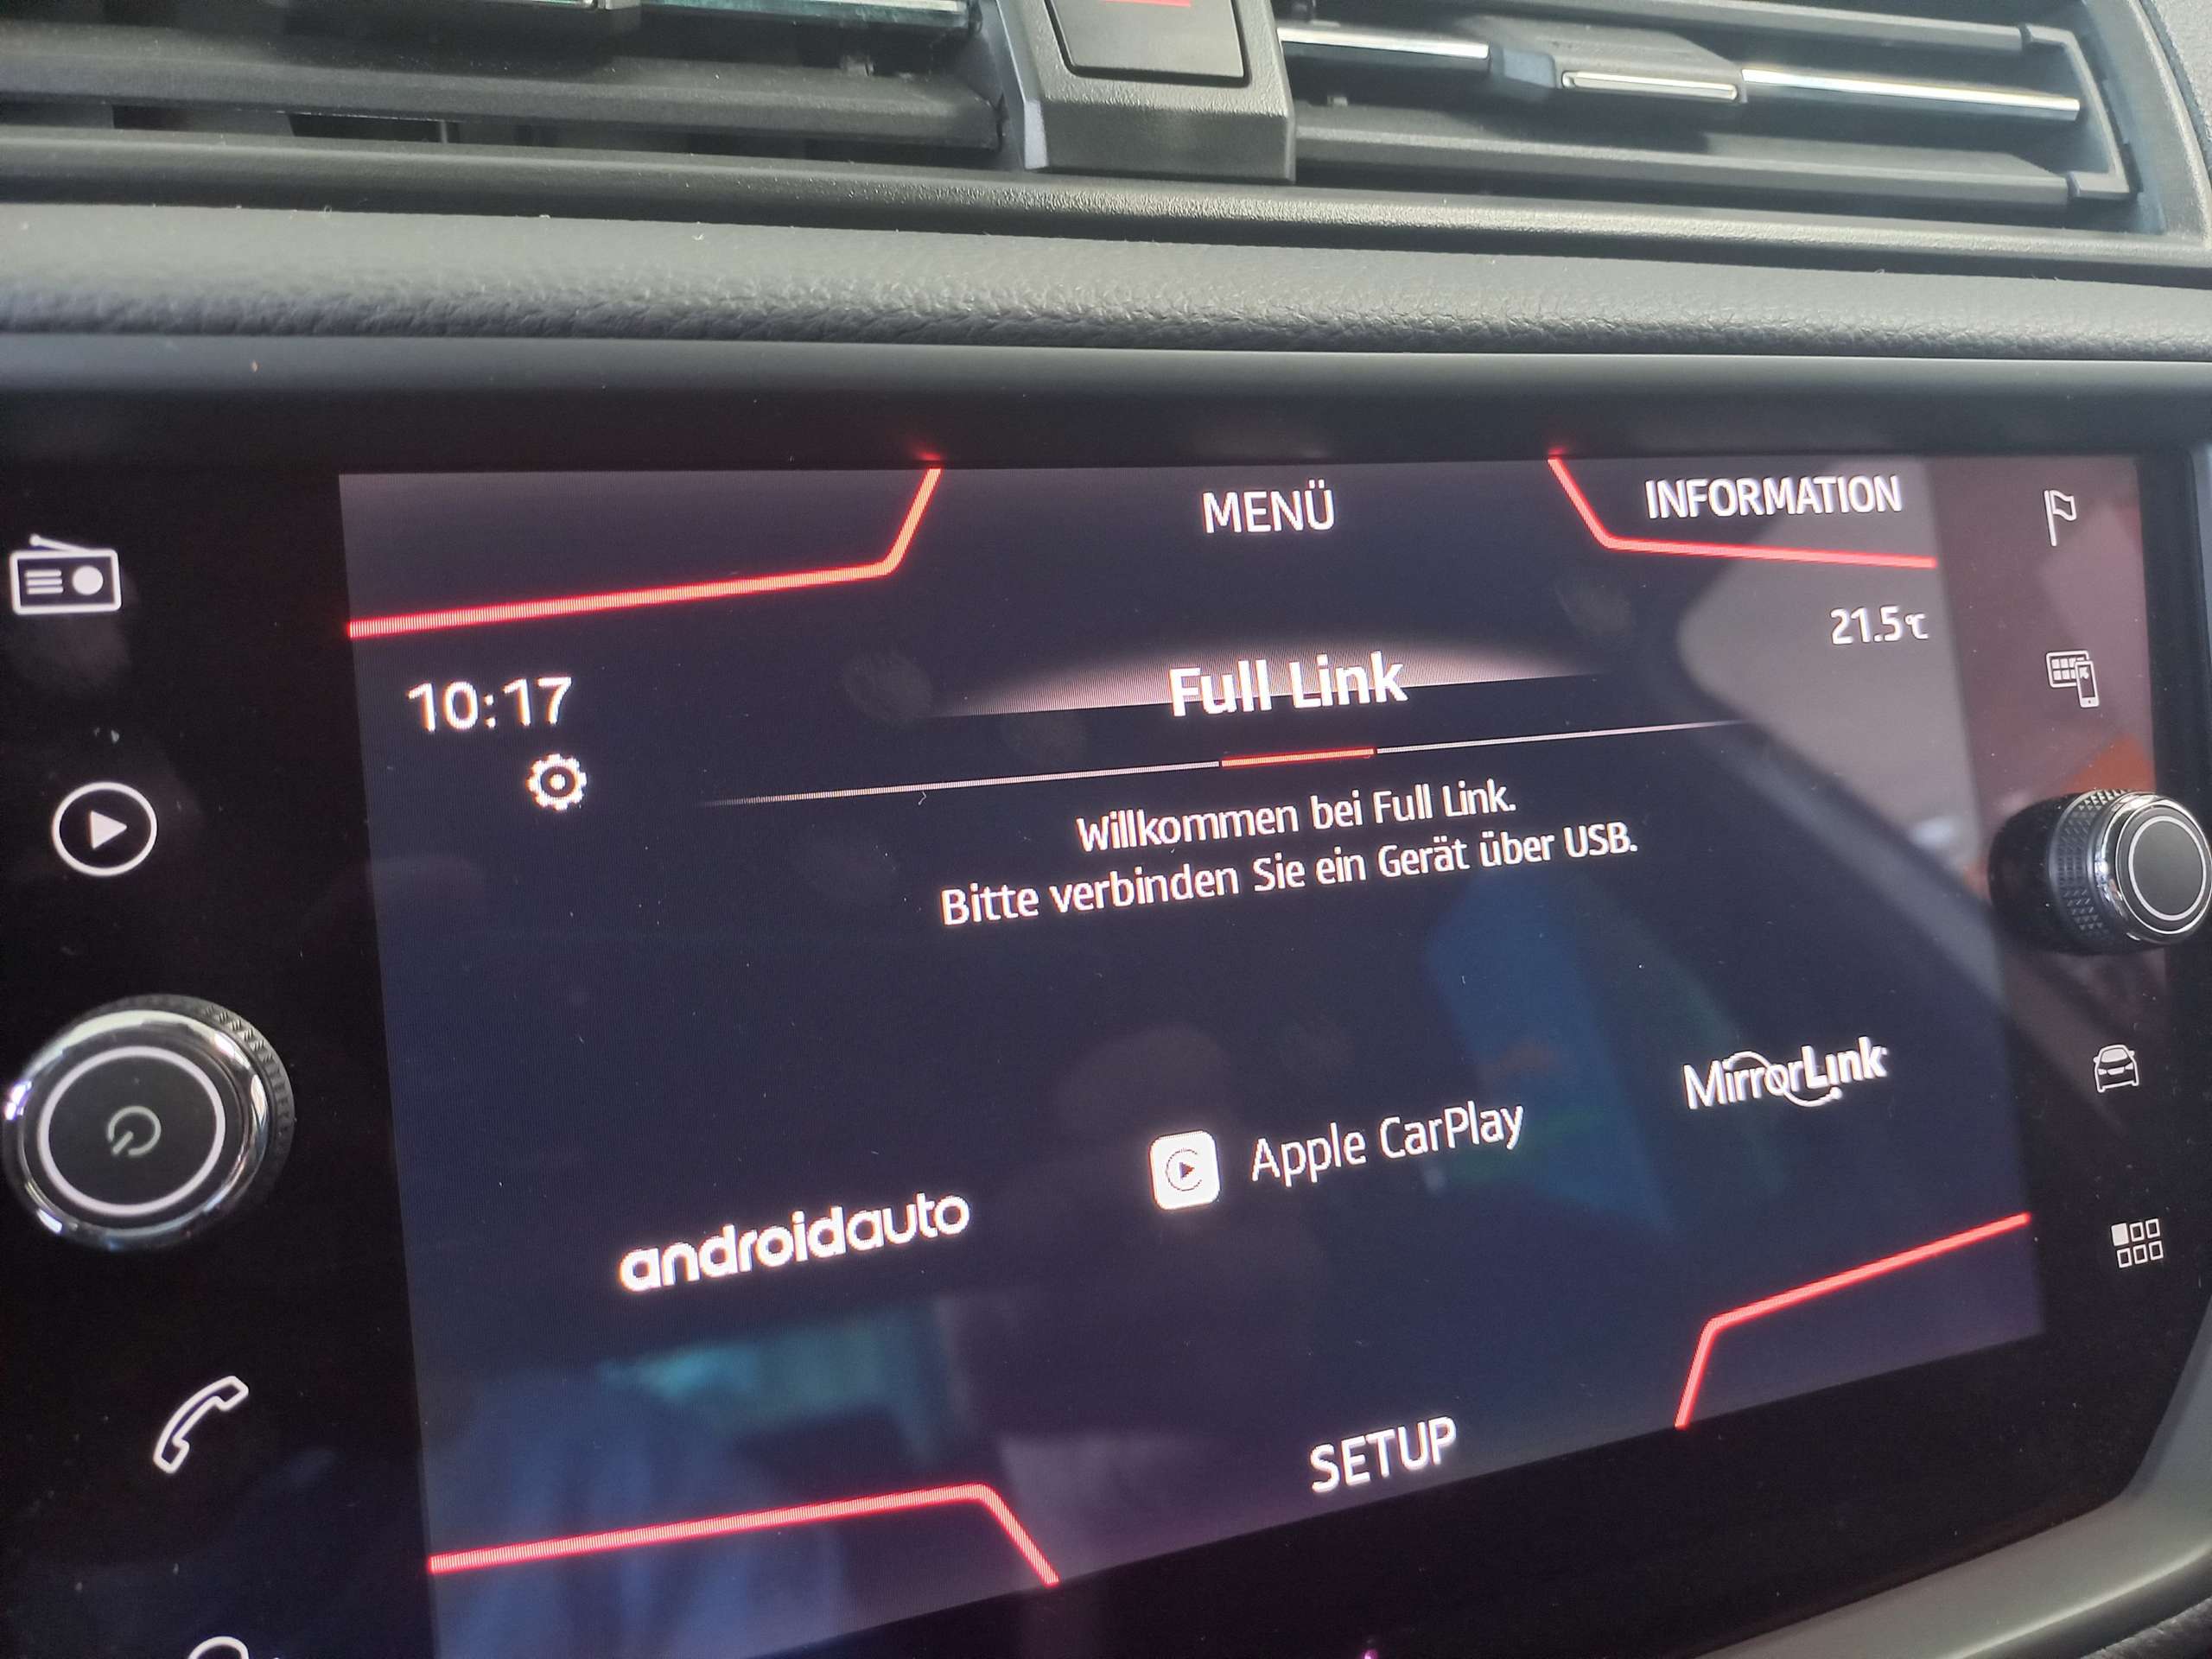 MENÜ
INFORMATION
21.5°C
10:17
Full Link
Willkommen bei Full Link.
Bitte verbinden Sie ein Gerät über USB.
androidauto
Apple CarPlay
MirrorLink
SETUP